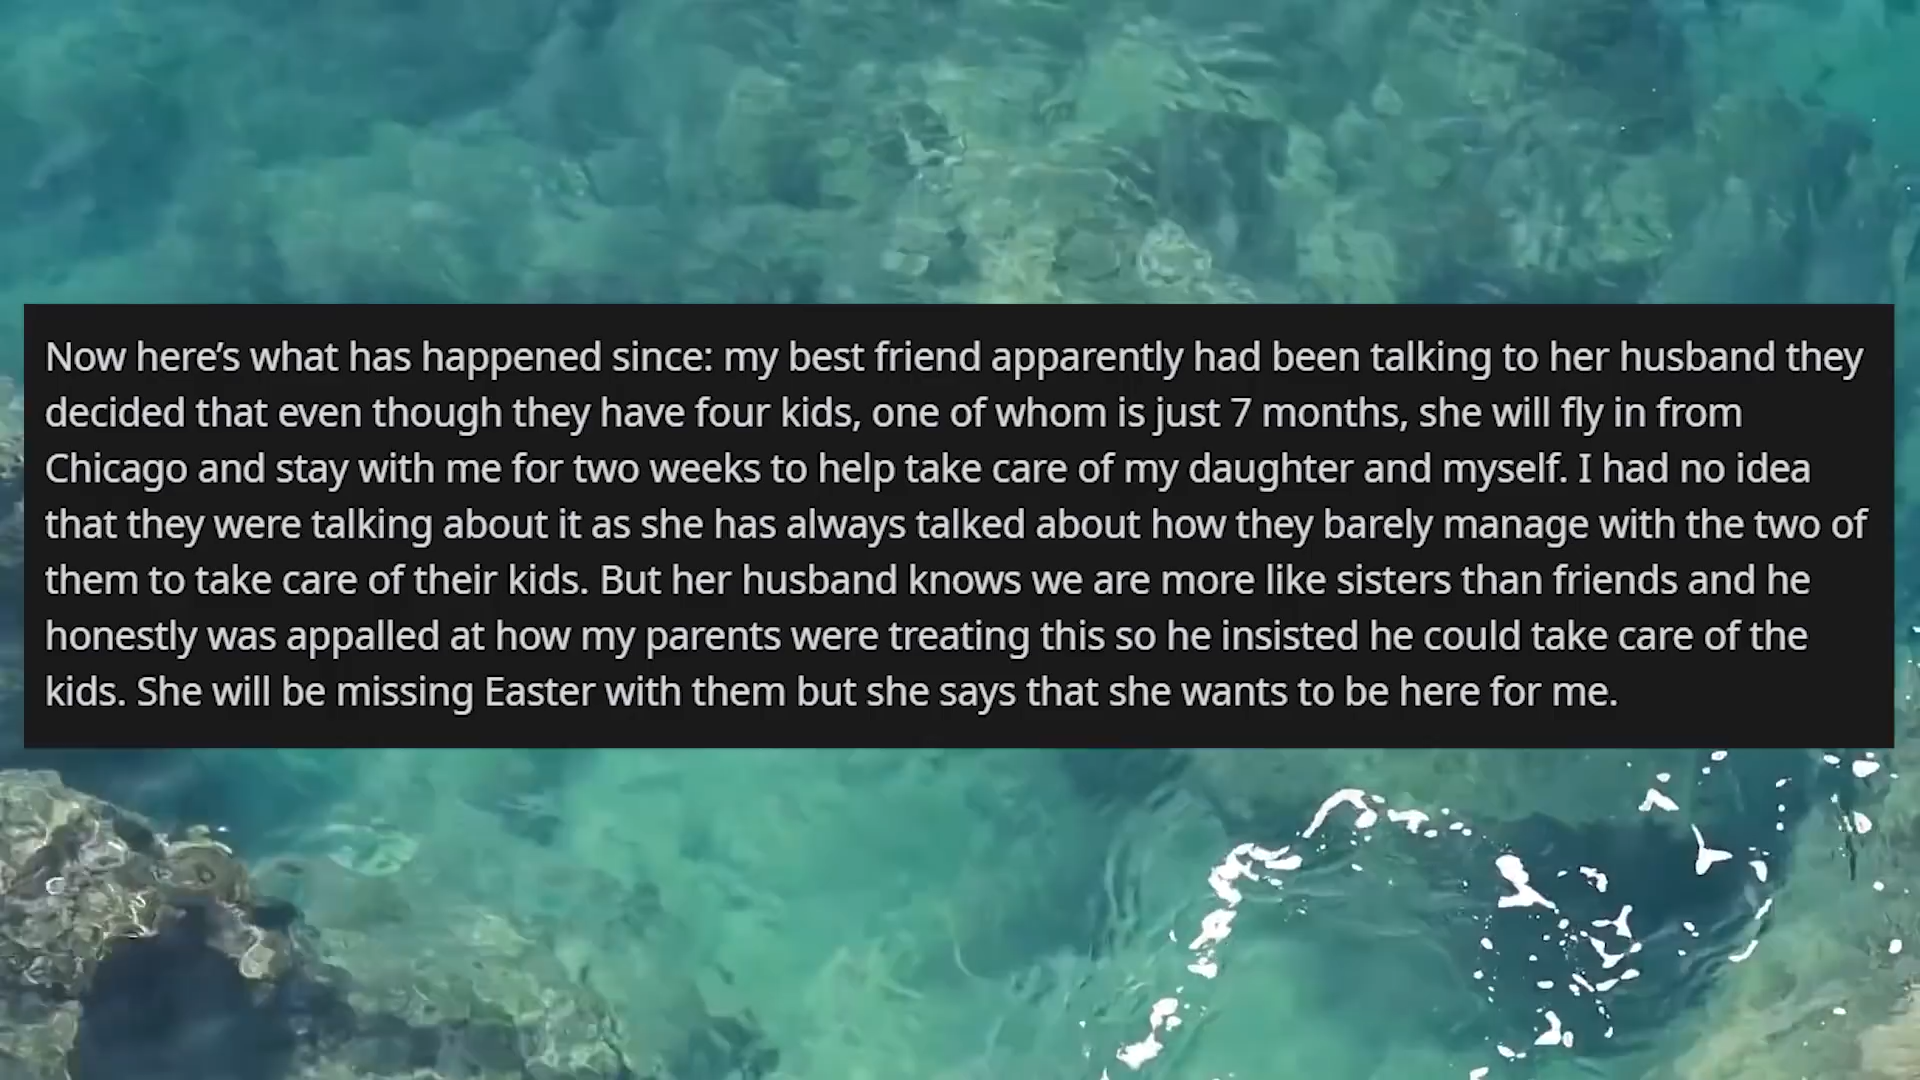 Now here’s what has happened since: my best friend apparently had been talking to her husband they
decided that even though they have four kids, one of whom is just 7 months, she will fly in from
Chicago and stay with me for two weeks to help take care of my daughter and myself. I had no idea
that they were talking about it as she has always talked about how they barely manage with the two of
them to take care of their kids. But her husband knows we are more like sisters than friends and he
honestly was appalled at how my parents were treating this so he insisted he could take care of the
kids. She will be missing Easter with them but she says that she wants to be here for me.